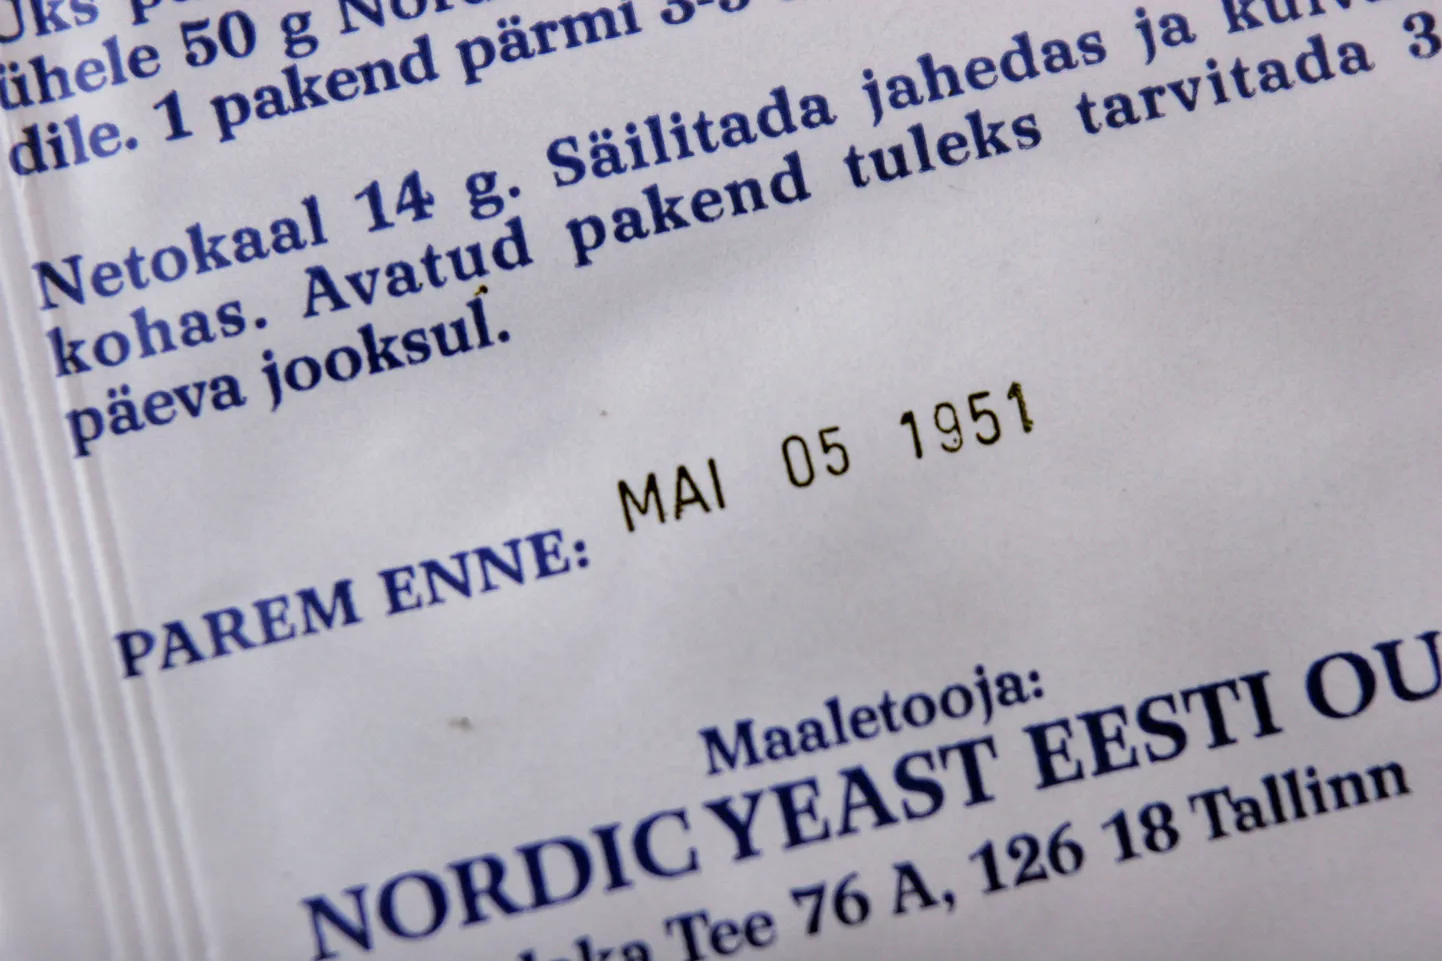 ühele 50 g
dile. 1 pakend pärmi
Netokaal 14 g. Säilitada jahedas ja
kohas. Avatud pakend tuleks tarvitada 3
päeva jooksul.
PAREM ENNE: MAI 05 1951
Maaletooja:
NORDIC YEAST EESTI OU
Tee 76 A, 126 18 Tallinn